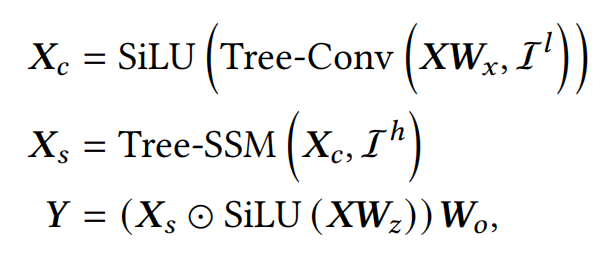 X_c = SiLU (Tree-Conv (XW_x, 𝓘^l))
X_s = Tree-SSM (X_c, 𝓘^h)
Y = (X_s ⊙ SiLU (XW_z)) W_o,